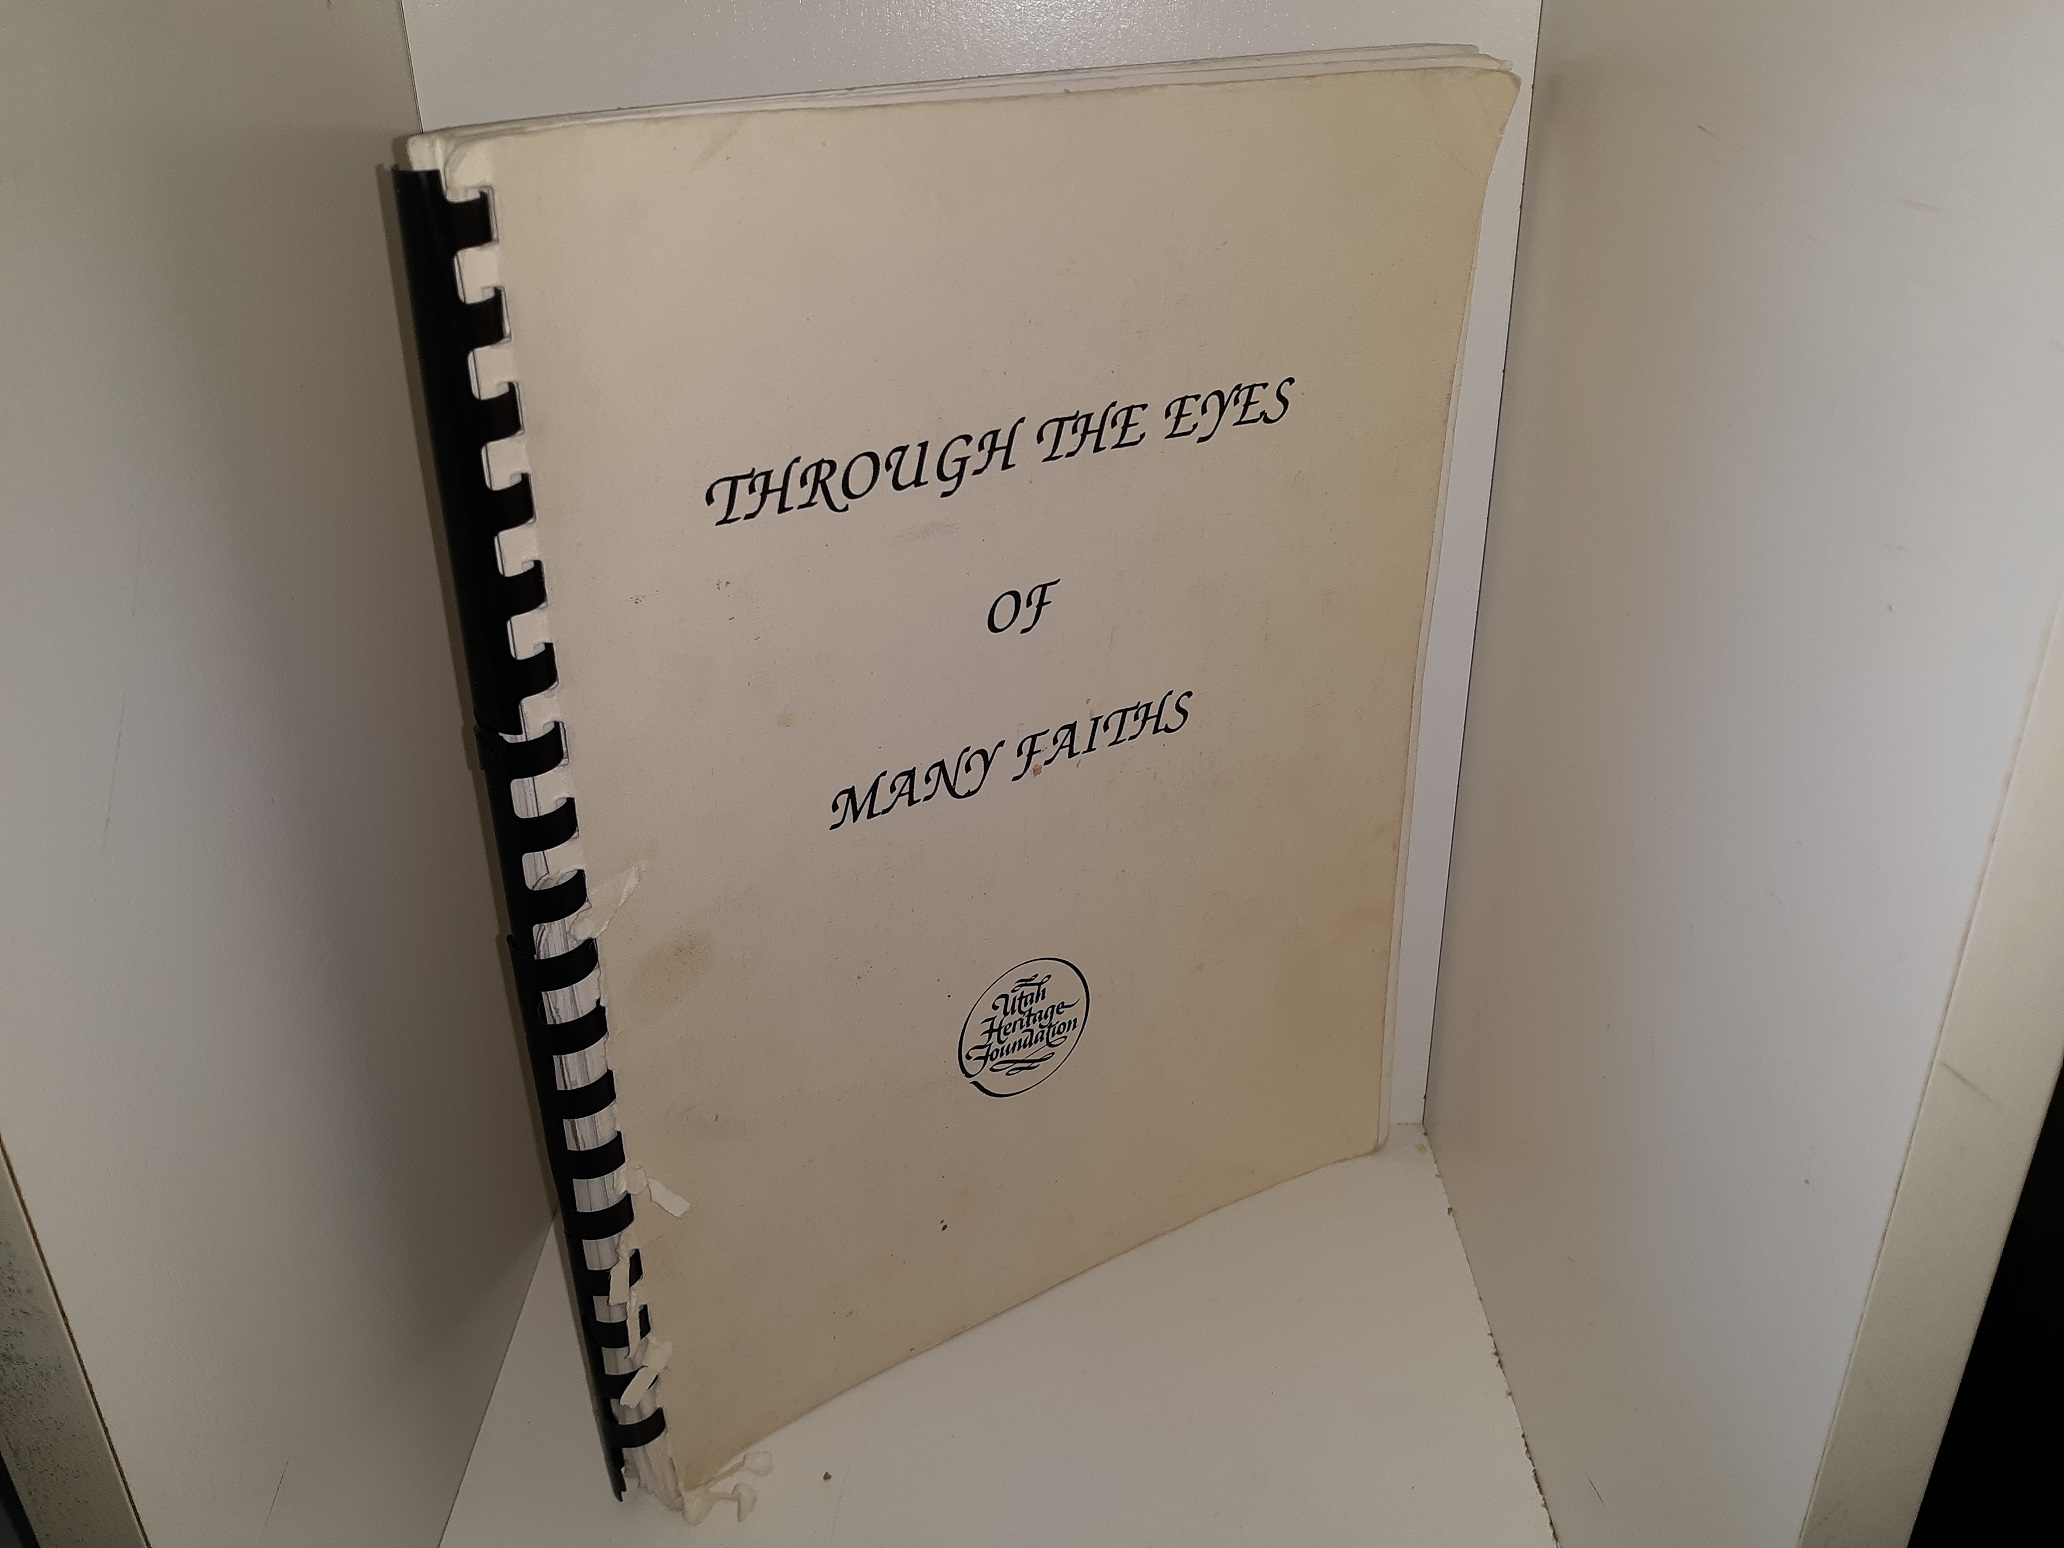 THROUGH THE EYES
OF
MANY FAITHS
Utah
Heritage
Foundation